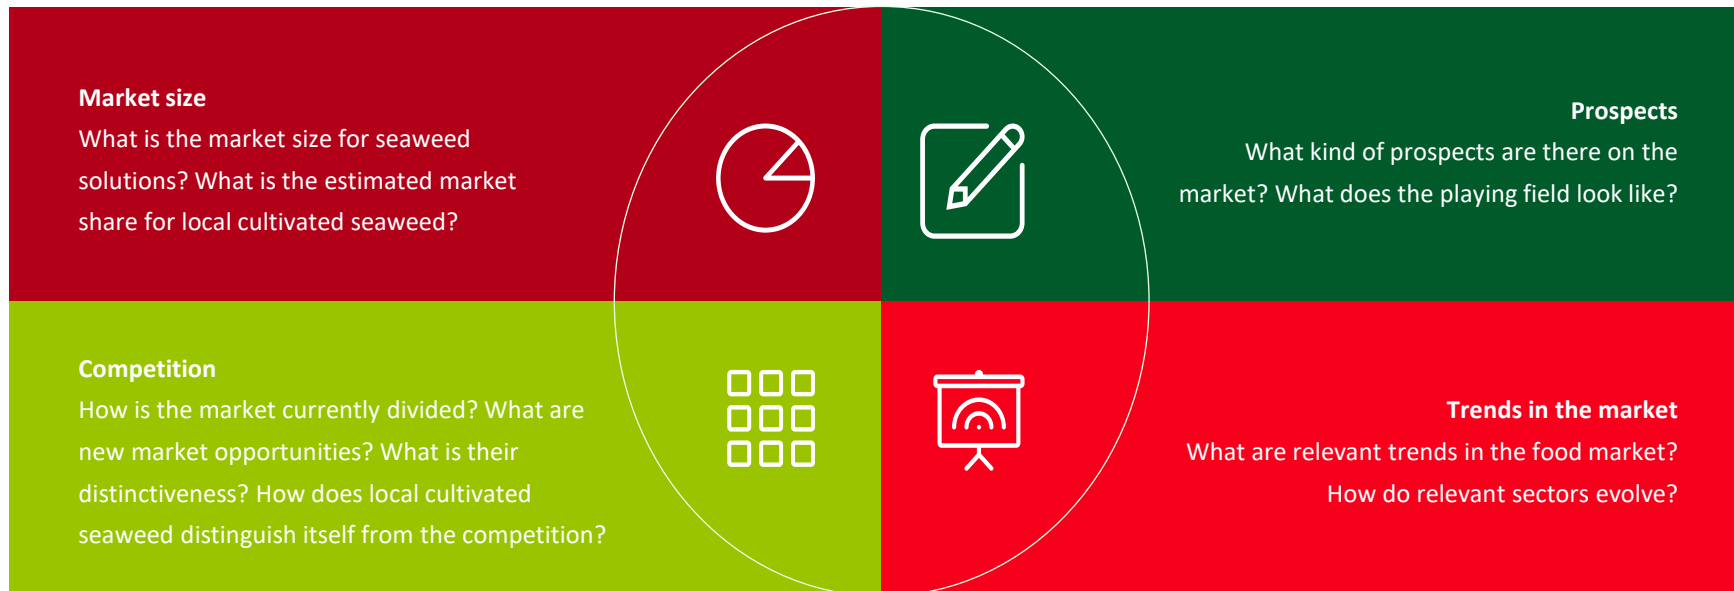 Market size
What is the market size for seaweed
solutions? What is the estimated market
share for local cultivated seaweed?
Prospects
What kind of prospects are there on the
market? What does the playing field look like?
Competition
How is the market currently divided? What are
new market opportunities? What is their
distinctiveness? How does local cultivated
seaweed distinguish itself from the competition?
Trends in the market
What are relevant trends in the food market?
How do relevant sectors evolve?